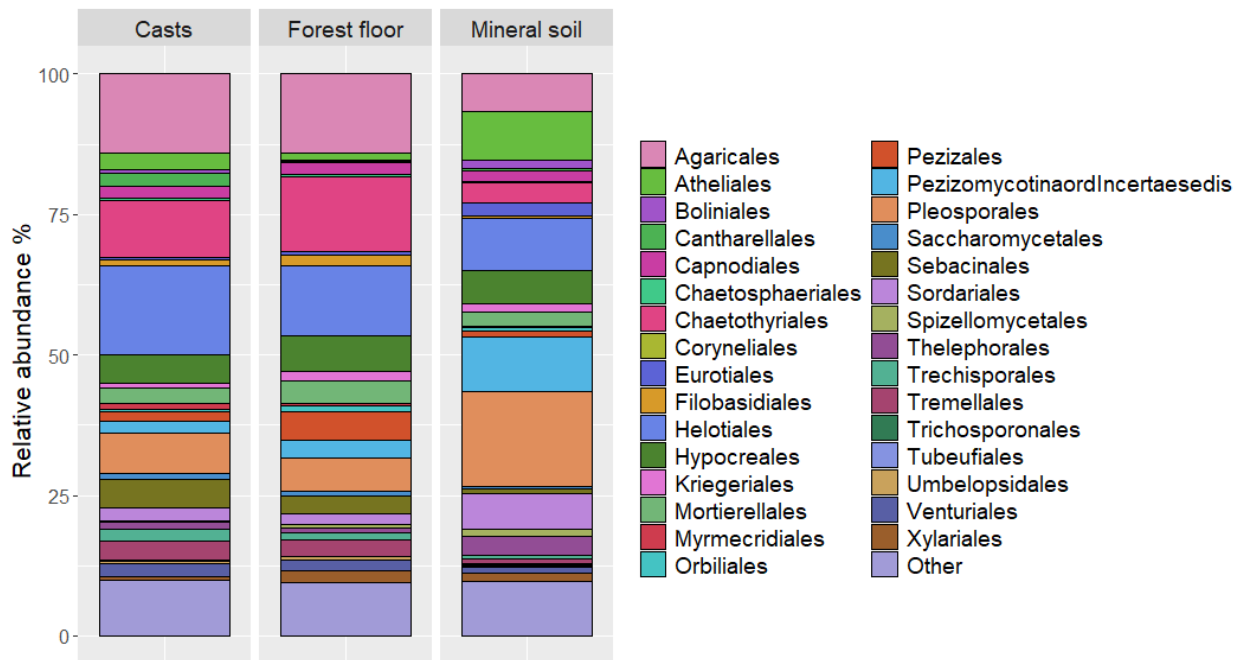 Casts
Forest floor
Mineral soil
Relative abundance %
100
75
50
25
0
Agaricales
Atheliales
Boliniales
Cantharellales
Capnodiales
Chaetosphaeriales
Chaetothyriales
Coryneliales
Eurotiales
Filobasidiales
Helotiales
Hypocreales
Kriegeriales
Mortierellales
Myrmecridiales
Orbiliales
Pezizales
PezizomycotinaordIncertaesedis
Pleosporales
Saccharomycetales
Sebacinales
Sordariales
Spizellomycetales
Thelephorales
Trechisporales
Tremellales
Trichosporonales
Tubeufiales
Umbelopsidales
Venturiales
Xylariales
Other